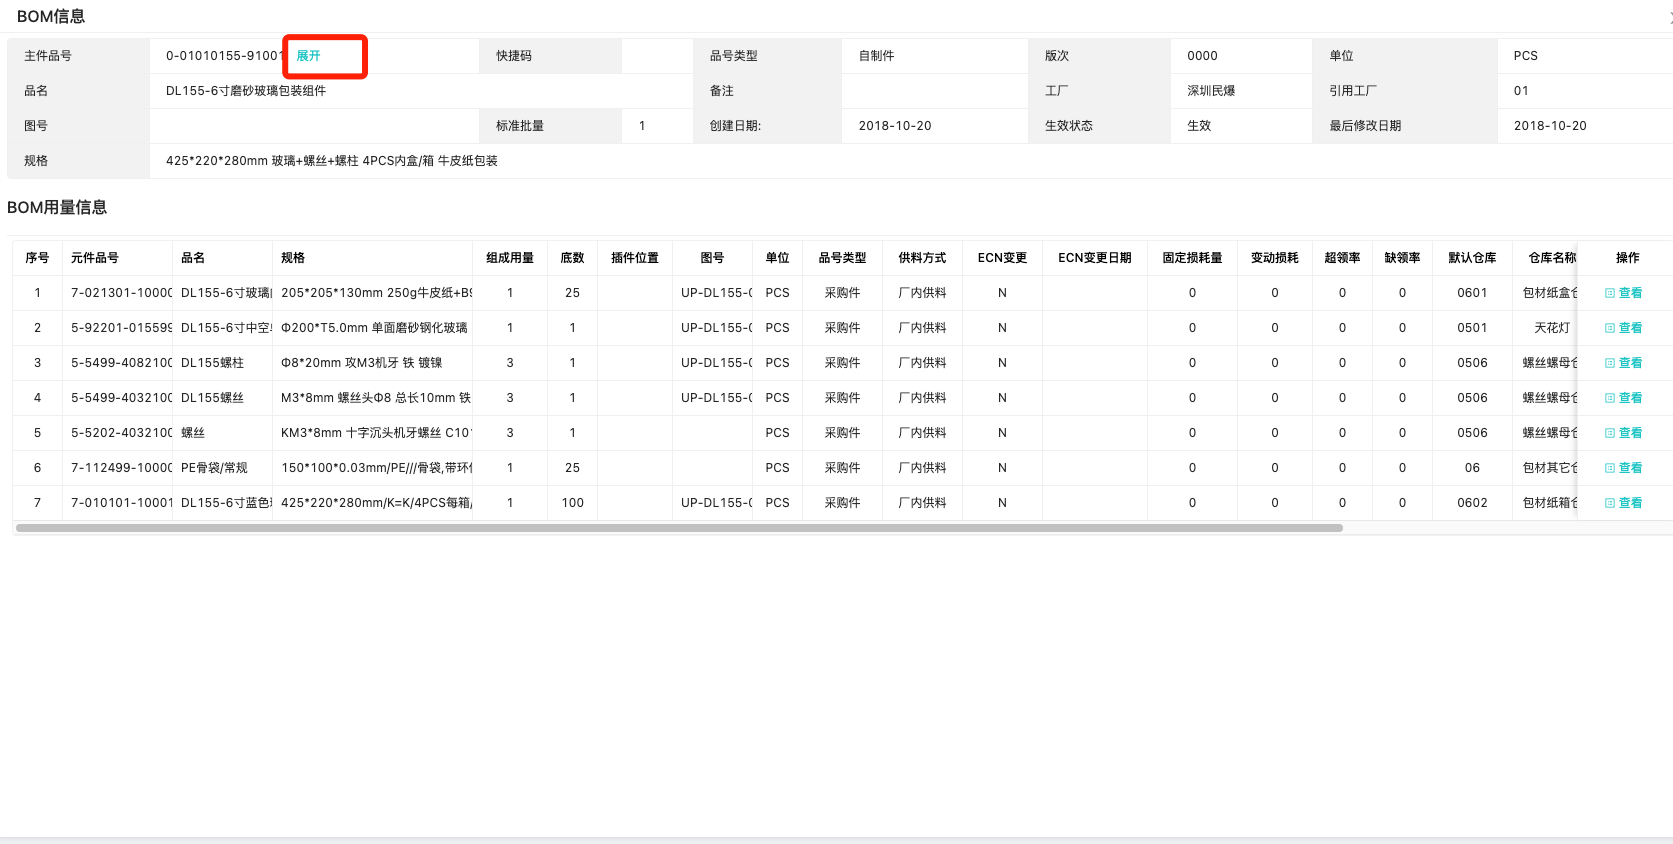 BOM信息
主件品号 0-01010155-91001 展开 快捷码 品号类型 自制件 版次 0000 单位 PCS
品名 DL155-6寸磨砂玻璃包装组件 备注 工厂 深圳民爆 引用工厂 01
图号 标准批量 1 创建日期: 2018-10-20 生效状态 生效 最后修改日期 2018-10-20
规格 425*220*280mm 玻璃+螺丝+螺柱 4PCS内盒/箱 牛皮纸包装
BOM用量信息
序号 元件品号 品名 规格 组成用量 底数 插件位置 图号 单位 品号类型 供料方式 ECN变更 ECN变更日期 固定损耗量 变动损耗 超领率 缺领率 默认仓库 仓库名称 操作
1 7-021301-1000 DL155-6寸玻璃 205*205*130mm 250g牛皮纸+B 1 25 UP-DL155- PCS 采购件 厂内供料 N 0 0 0 0 0601 包材纸盒 查看
2 5-92201-015599 DL155-6寸中空 Φ200*T5.0mm 单面磨砂钢化玻璃 1 1 UP-DL155- PCS 采购件 厂内供料 N 0 0 0 0 0501 天花灯 查看
3 5-5499-4082100 DL155螺柱 Φ8*20mm 攻M3机牙 铁 镀镍 3 1 UP-DL155- PCS 采购件 厂内供料 N 0 0 0 0 0506 螺丝螺母 查看
4 5-5499-4032100 DL155螺丝 M3*8mm 螺丝头Φ8 总长10mm 铁 3 1 UP-DL155- PCS 采购件 厂内供料 N 0 0 0 0 0506 螺丝螺母 查看
5 5-5202-4032100 螺丝 KM3*8mm 十字沉头机牙螺丝 C10 3 1 PCS 采购件 厂内供料 N 0 0 0 0 0506 螺丝螺母 查看
6 7-112499-1000 PE骨袋/常规 150*100*0.03mm/PE///骨袋,带环 1 25 PCS 采购件 厂内供料 N 0 0 0 0 06 包材其它 查看
7 7-010101-10001 DL155-6寸蓝色 425*220*280mm/K=K/4PCS每箱/ 1 100 UP-DL155- PCS 采购件 厂内供料 N 0 0 0 0 0602 包材纸箱 查看